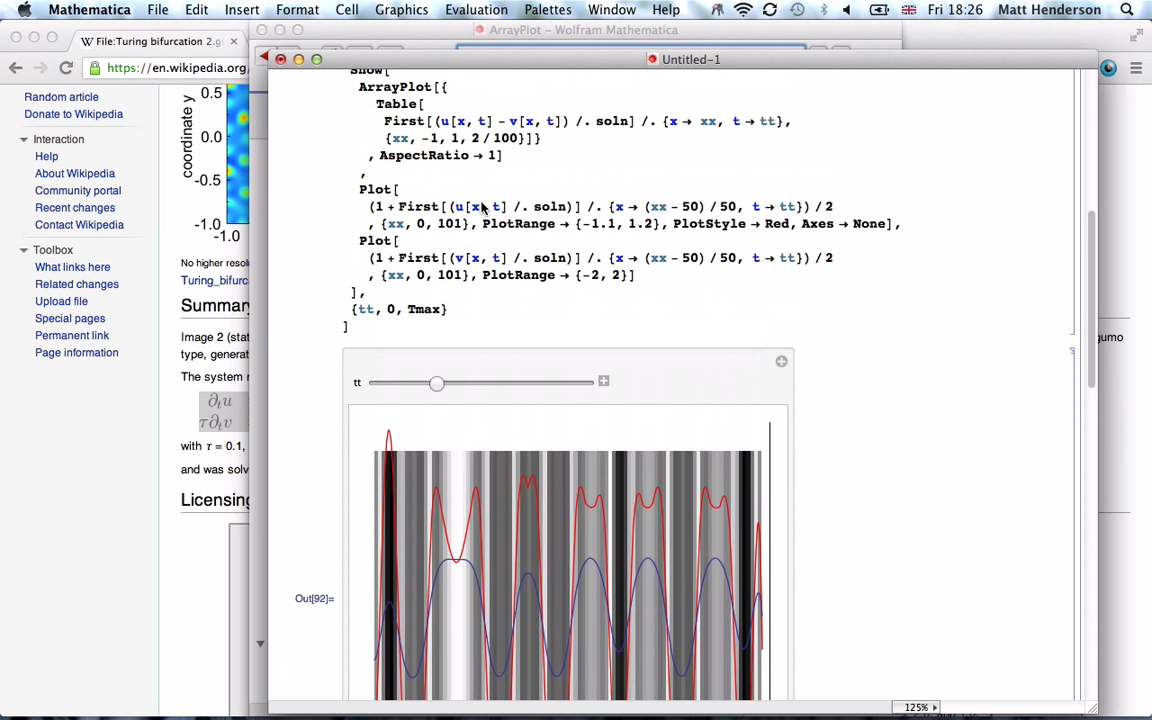 Mathematica File Edit Insert Format Cell Graphics Evaluation Palettes Window Help Fri 18:26 Matt Henderson
W File:Turing bifurcation 2.g
ArrayPlot - Wolfram Mathematica
https://en.wikipedia.org/
Untitled-1
Random article
Donate to Wikipedia
Interaction
Help
About Wikipedia
Community portal
Recent changes
Contact Wikipedia
Toolbox
What links here
Related changes
Upload file
Special pages
Permanent link
Page information
coordinate y
0.5
0.0
-0.5
-1.0
-1.0
No higher resol
Turing_bifurc
Summar
Image 2 (stat
type, generat
The system r
∂ₜu
τ∂ₜv
with τ = 0.1,
and was solv
Licensing
gumo
Show[
ArrayPlot[{
Table[
First[(u[x, t] - v[x, t]) /. soln] /. {x → xx, t → tt},
{xx, -1, 1, 2/100}]}
, AspectRatio → 1]
,
Plot[
(1 + First[(u[x, t] /. soln)] /. {x → (xx - 50) / 50, t → tt}) / 2
, {xx, 0, 101}, PlotRange → {-1.1, 1.2}, PlotStyle → Red, Axes → None],
Plot[
(1 + First[(v[x, t] /. soln)] /. {x → (xx - 50) / 50, t → tt}) / 2
, {xx, 0, 101}, PlotRange → {-2, 2}]
],
{tt, 0, Tmax}
]
tt
Out[92]=
125%